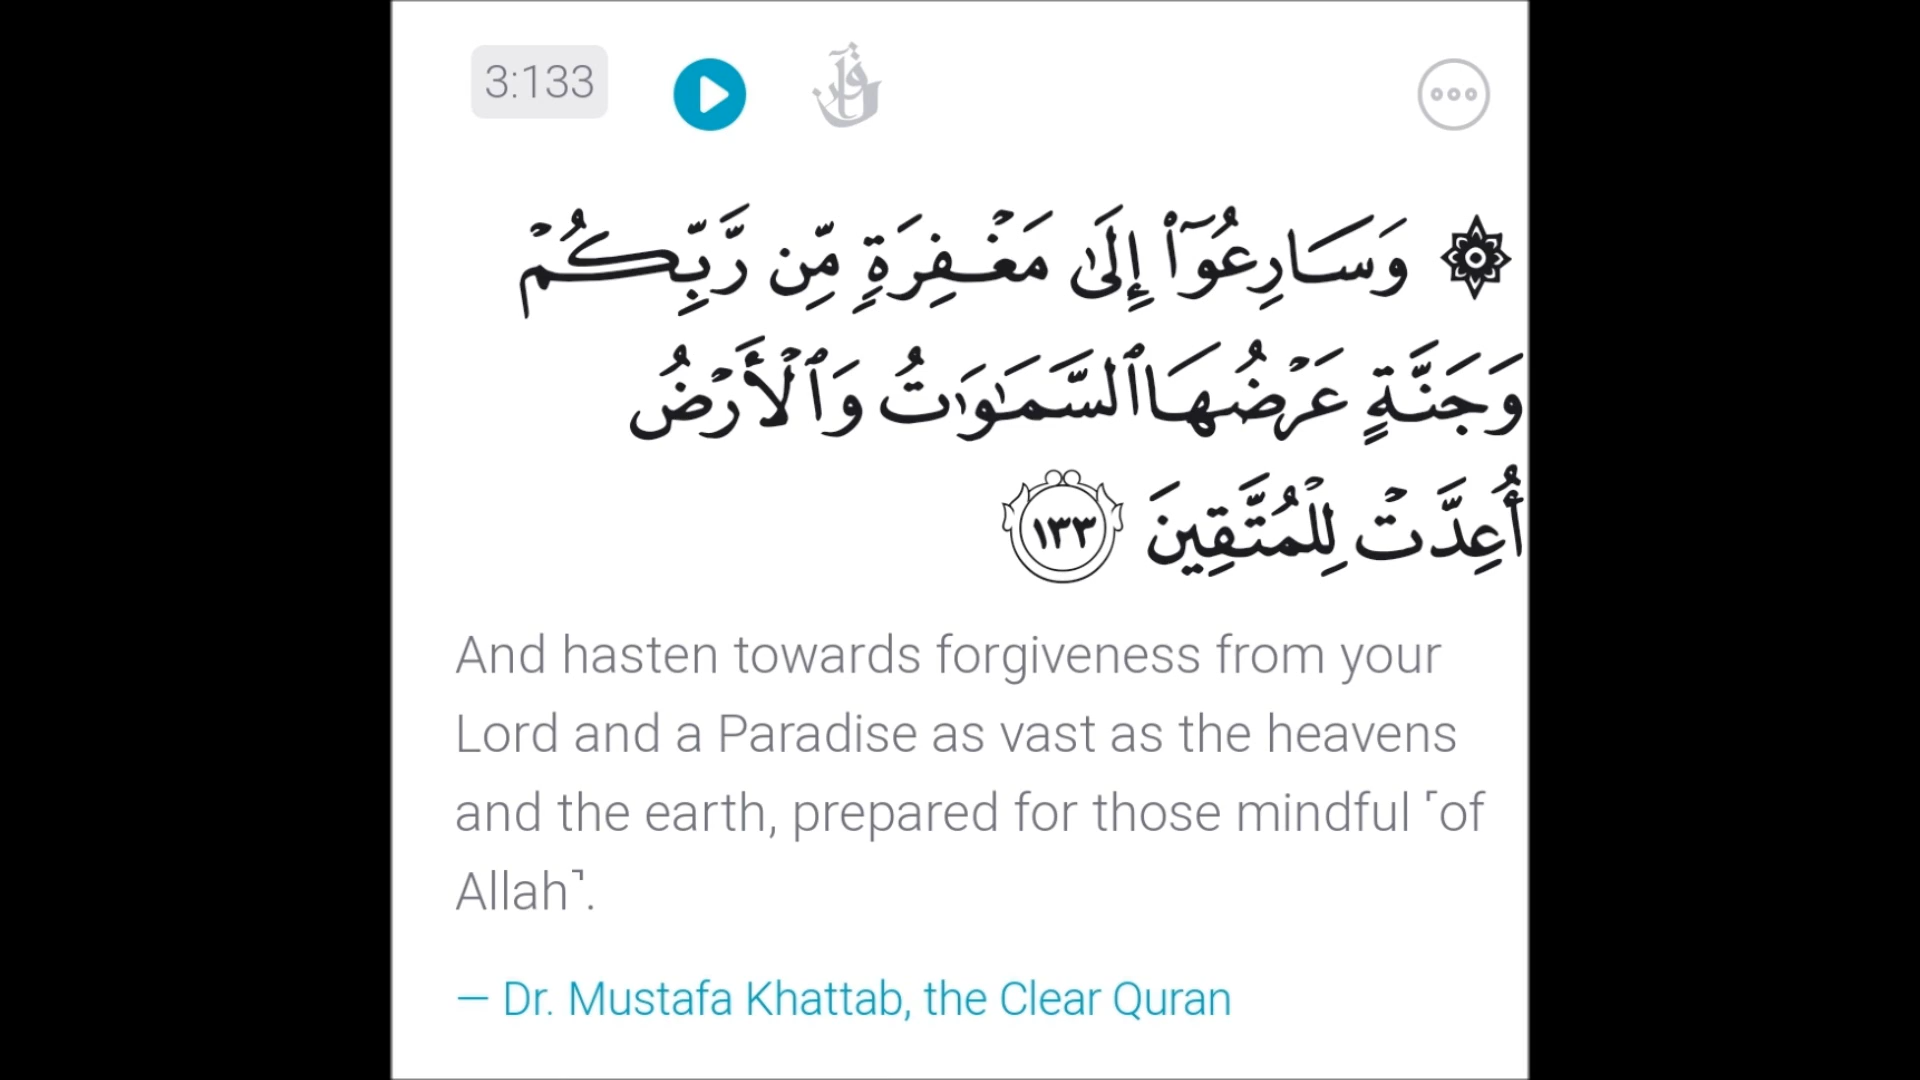 3:133
۞ وَسَارِعُوٓا۟ إِلَىٰ مَغْفِرَةٍ مِّن رَّبِّكُمْ
وَجَنَّةٍ عَرْضُهَا ٱلسَّمَـٰوَٰتُ وَٱلْأَرْضُ
أُعِدَّتْ لِلْمُتَّقِينَ ١٣٣
And hasten towards forgiveness from your
Lord and a Paradise as vast as the heavens
and the earth, prepared for those mindful ˹of
Allah˺.
— Dr. Mustafa Khattab, the Clear Quran